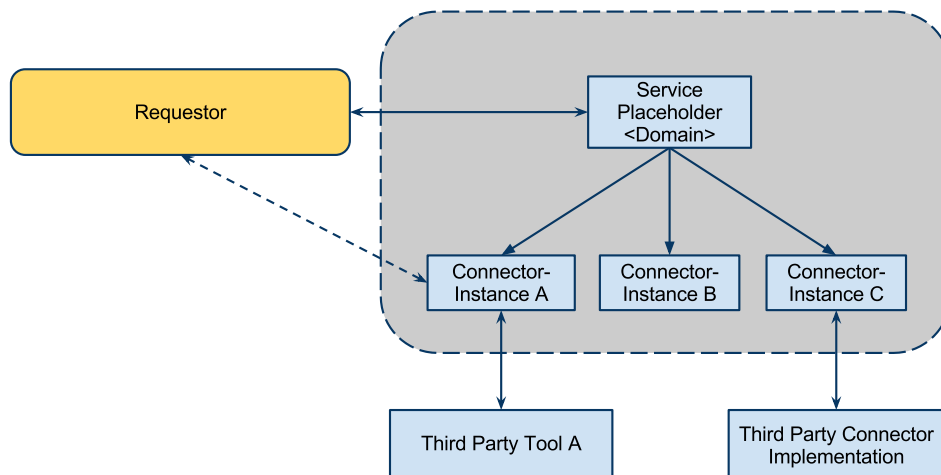 Requestor
Service
Placeholder
<Domain>
Connector-
Instance A
Connector-
Instance B
Connector-
Instance C
Third Party Tool A
Third Party Connector
Implementation